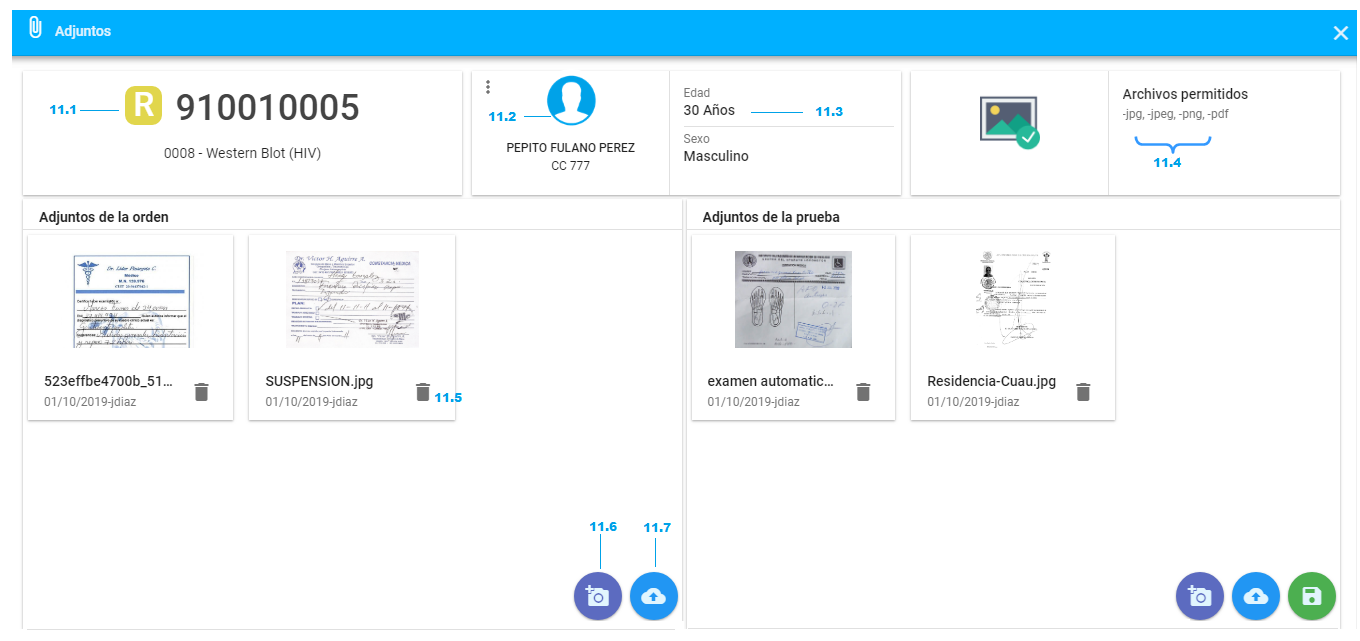 Adjuntos
11.1
R
910010005
0008 - Western Blot (HIV)
11.2
PEPITO FULANO PEREZ
CC 777
Edad
30 Años
11.3
Sexo
Masculino
Archivos permitidos
-jpg, -jpeg, -png, -pdf
11.4
Adjuntos de la orden
523effbe4700b_51...
01/10/2019-jdiaz
SUSPENSION.jpg
01/10/2019-jdiaz
11.5
11.6
11.7
Adjuntos de la prueba
examen automatic...
01/10/2019-jdiaz
Residencia-Cuau.jpg
01/10/2019-jdiaz